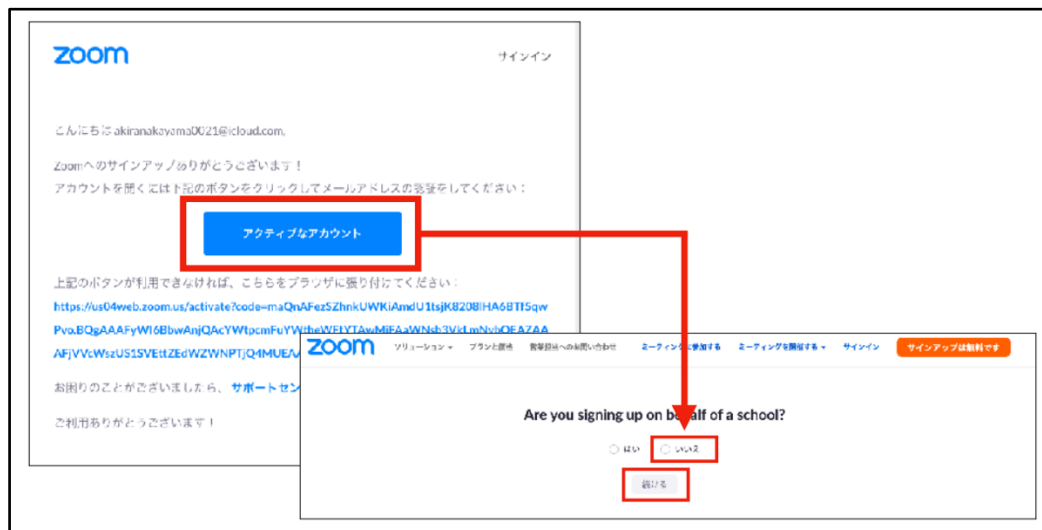 zoom
サインイン
こんにちは akiranakayama0021@icloud.com,
Zoomへのサインアップありがとうございます！
アカウントを開くには下記のボタンをクリックしてメールアドレスの認証をしてください：
アクティブなアカウント
上記のボタンが利用できなければ、こちらをブラウザに張り付けてください：
https://us04web.zoom.us/activate?
お困りのことがございましたら、サポートセン
ご利用ありがとうございます！
zoom
ソリューション プランと価格 営業担当へのお問い合わせ ミーティングに参加する ミーティングを開催する サインイン サインアップは無料です
Are you signing up on behalf of a school?
はい いいえ
続ける